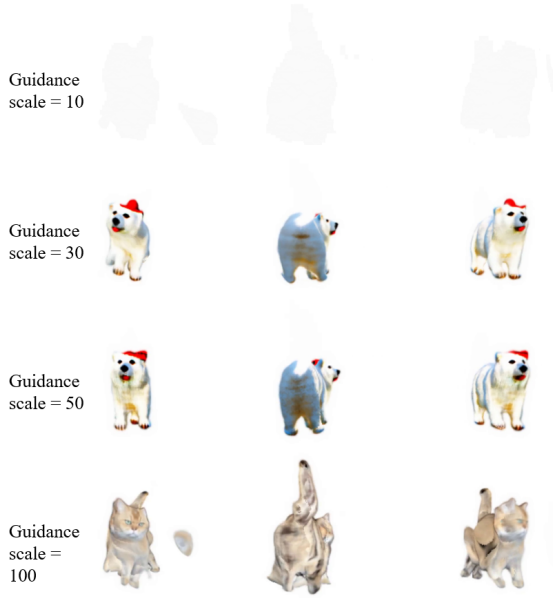 Guidance
scale = 10
Guidance
scale = 30
Guidance
scale = 50
Guidance
scale =
100